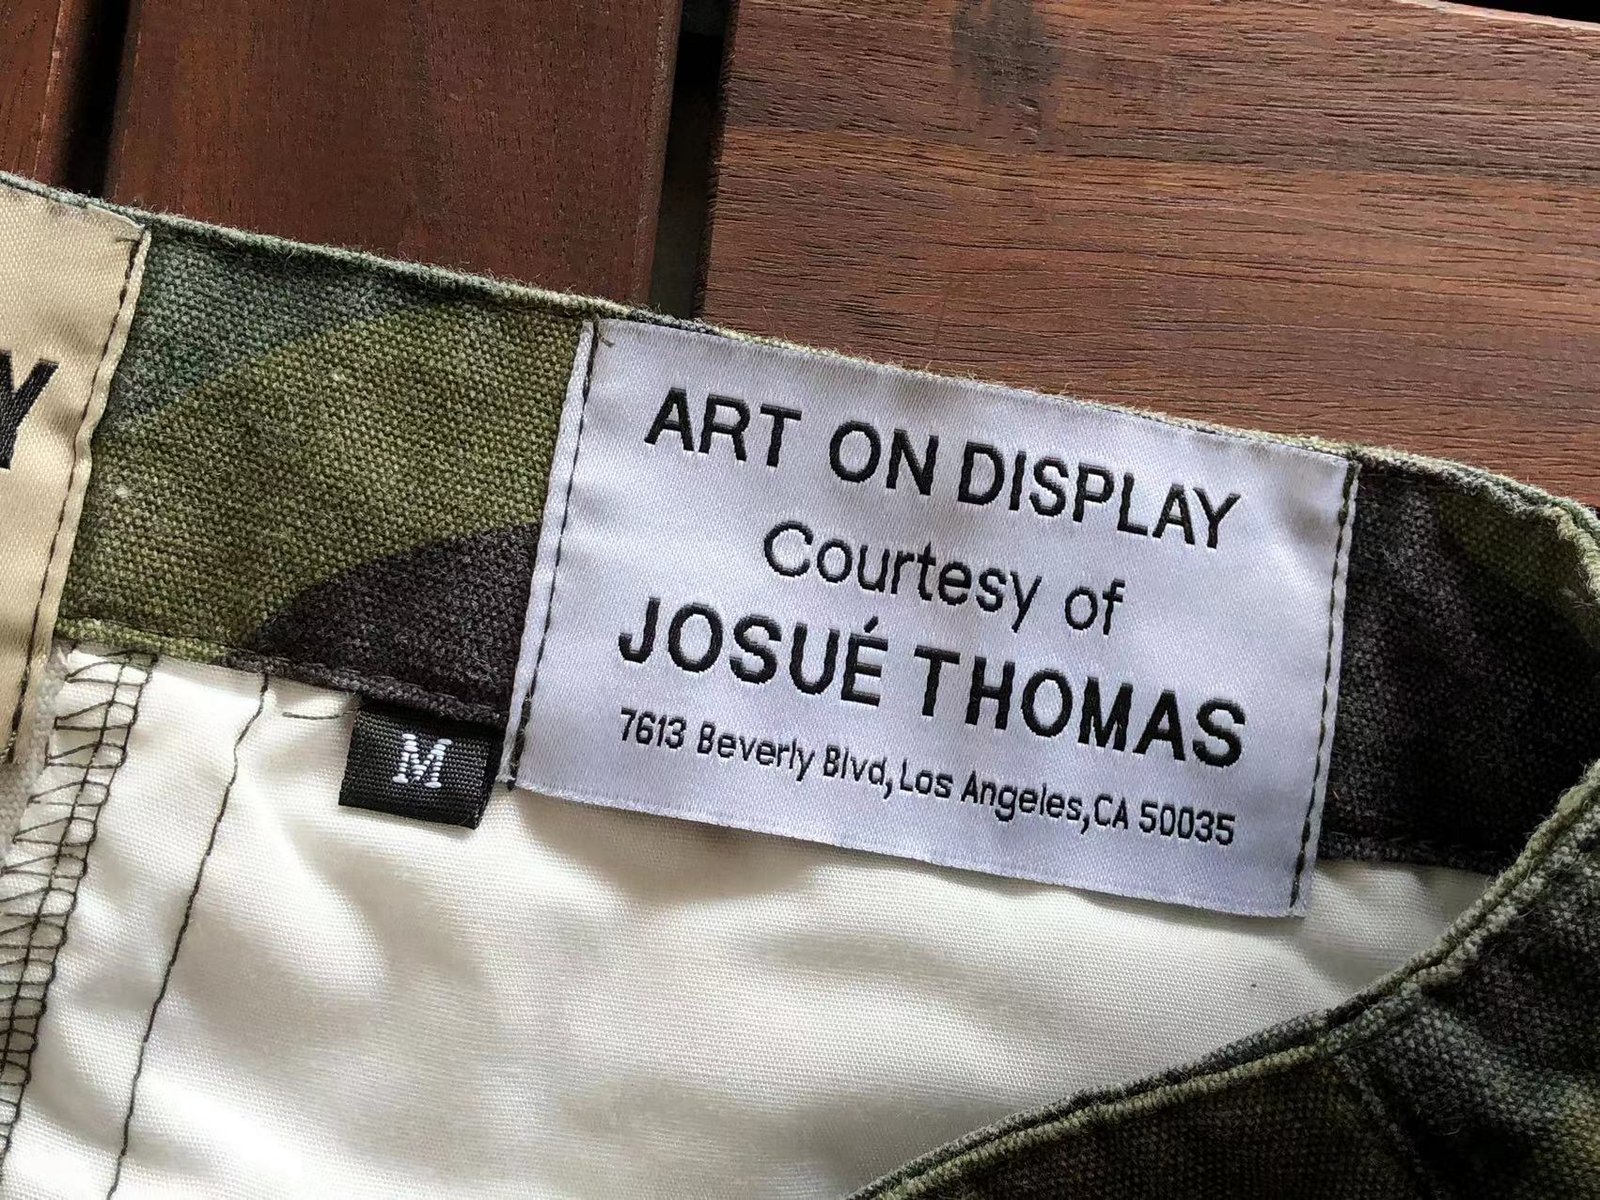 Y
ART ON DISPLAY
Courtesy of
JOSUÉ THOMAS
7613 Beverly Blvd, Los Angeles, CA 50035
M